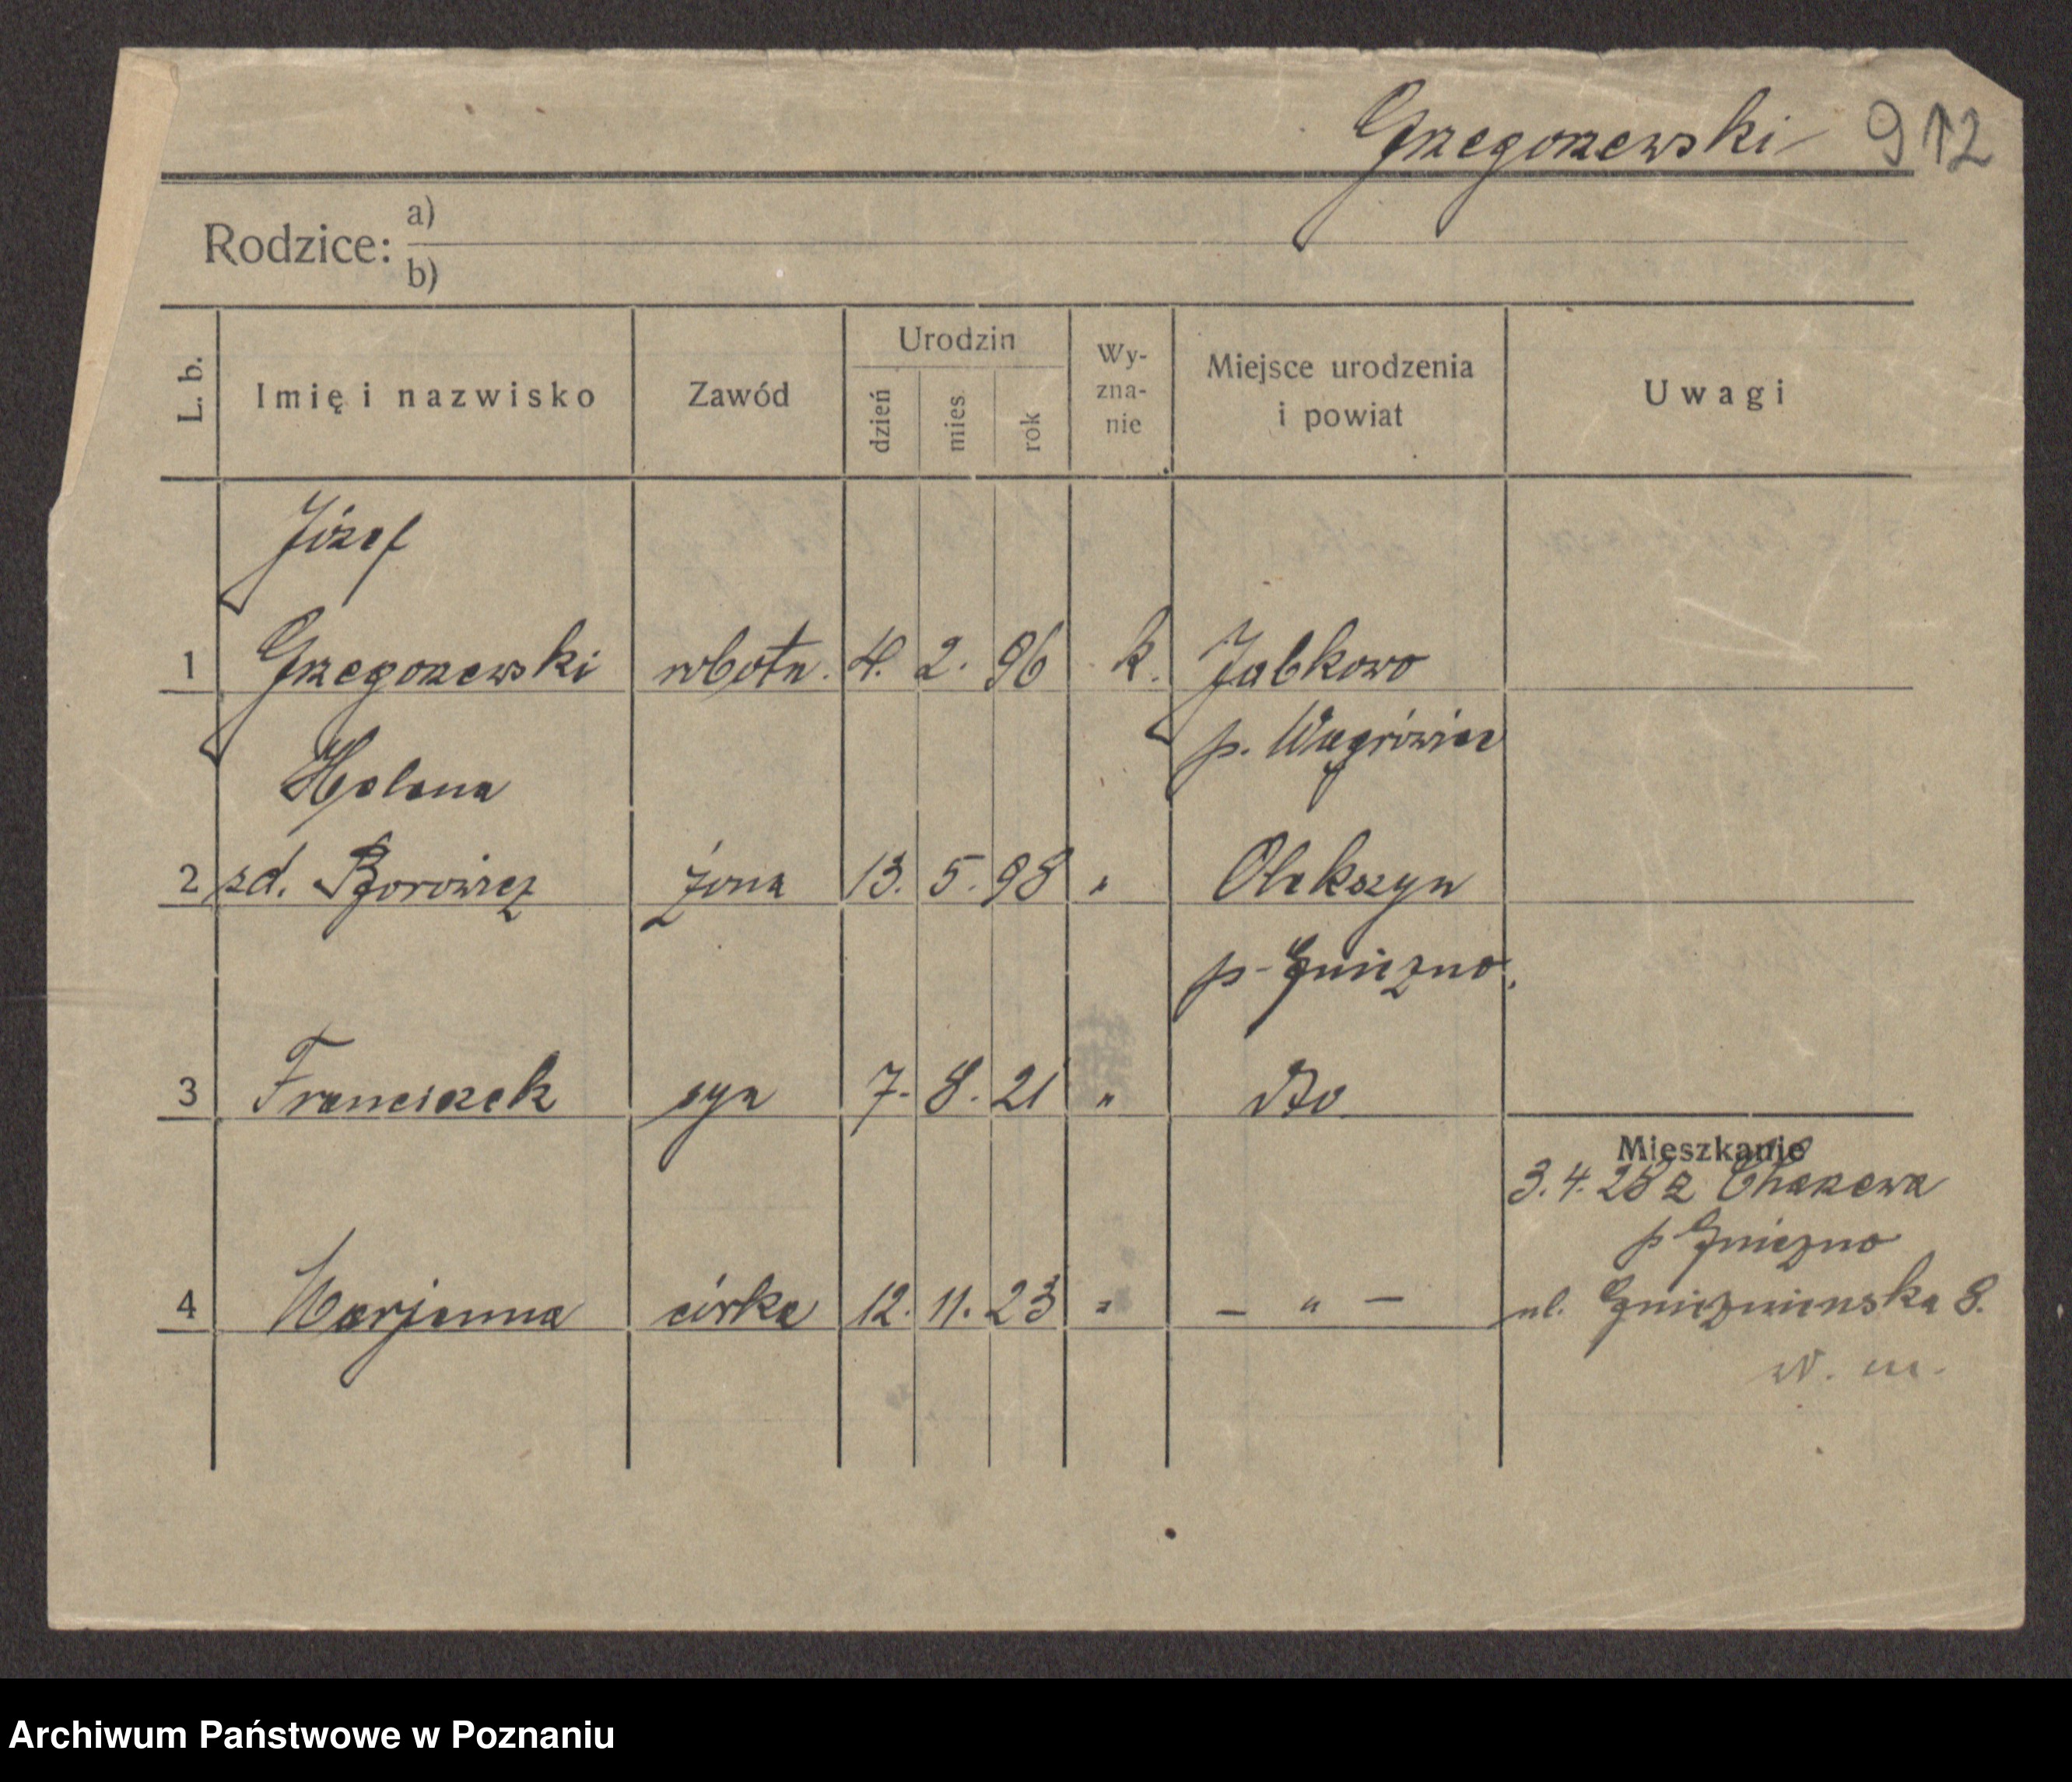 Grzegorzewski 912
Rodzice: a)
b)
L. b. Imię i nazwisko Zawód Urodzin dzień mies. rok Wy-zna-nie Miejsce urodzenia i powiat Uwagi
Józef
1 Grzegorzewski robotn. 4. 2. 96 k. Jabkowo
p. Wągrówiec
Helena
2 zd. Borowicz żona 13. 5. 98 " Olekszyn
p. Gniezno.
3 Franciszek syn 7. 8. 21 " dto
Mieszkanie
3. 4. 28 z
p Gniezno
4 Marjanna córka 12. 11. 23 " — " — ul. Gnieznienska 8.
w. m.
Archiwum Państwowe w Poznaniu